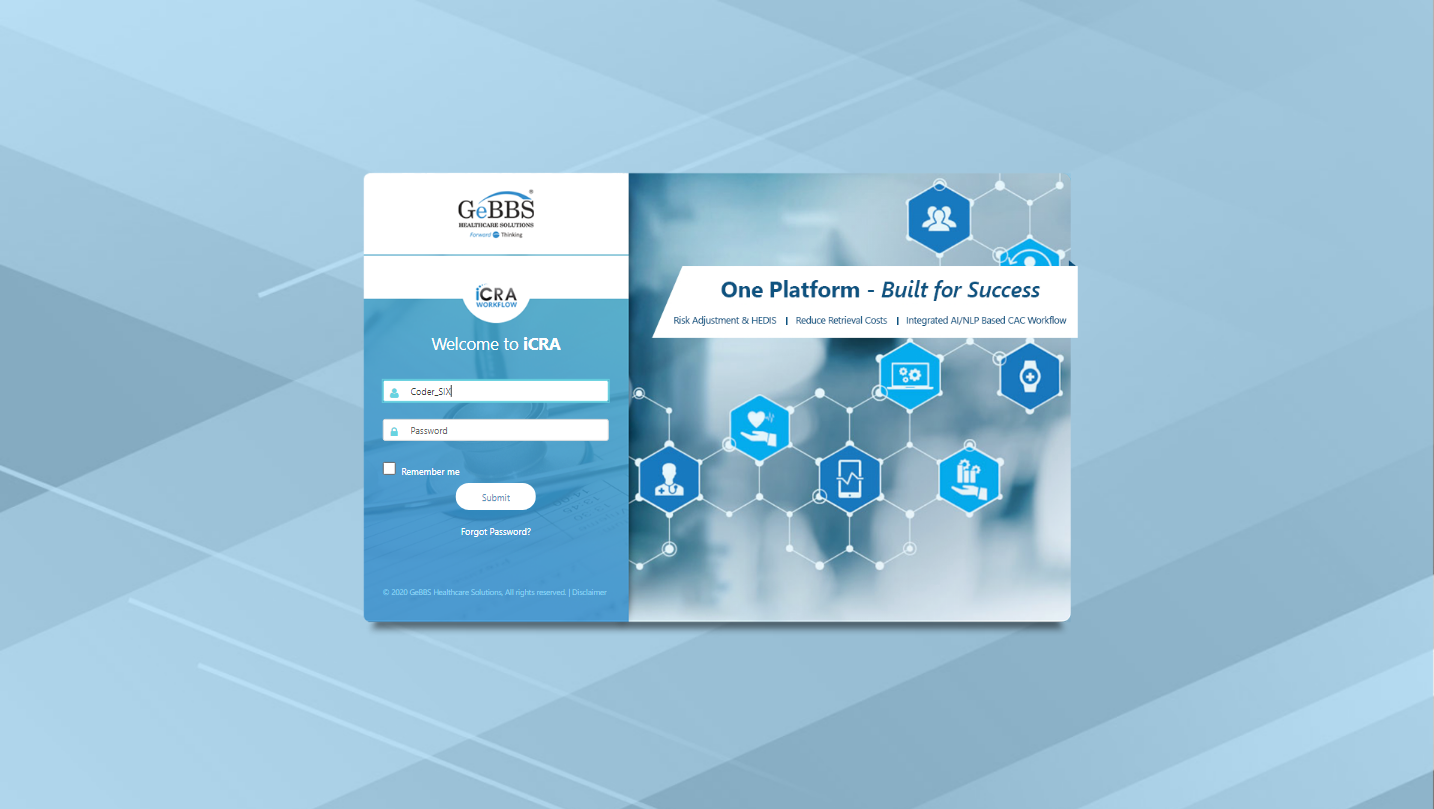 GeBBS®
HEALTHCARE SOLUTIONS
Forward Thinking
iCRA
WORKFLOW
Welcome to iCRA
Coder_SIX
Password
Remember me
Submit
Forgot Password?
© 2020 GeBBS Healthcare Solutions, All rights reserved. | Disclaimer
One Platform - Built for Success
Risk Adjustment & HEDIS | Reduce Retrieval Costs | Integrated AI/NLP Based CAC Workflow